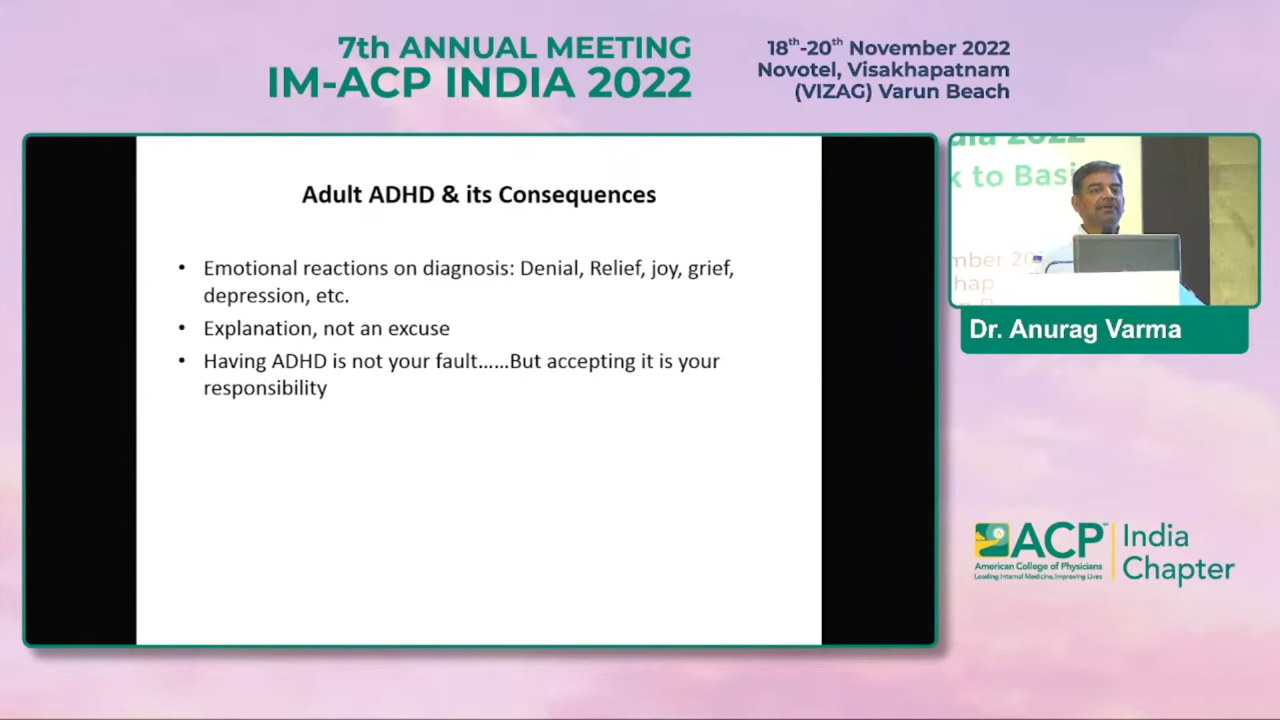 7th ANNUAL MEETING
IM-ACP INDIA 2022
18th-20th November 2022
Novotel, Visakhapatnam
(VIZAG) Varun Beach
Adult ADHD & its Consequences
• Emotional reactions on diagnosis: Denial, Relief, joy, grief,
depression, etc.
• Explanation, not an excuse
• Having ADHD is not your fault......But accepting it is your
responsibility
2022
to
20
Dr. Anurag Varma
ACP
American College of Physicians
Leading Internal Medicine, Improving Lives
India
Chapter